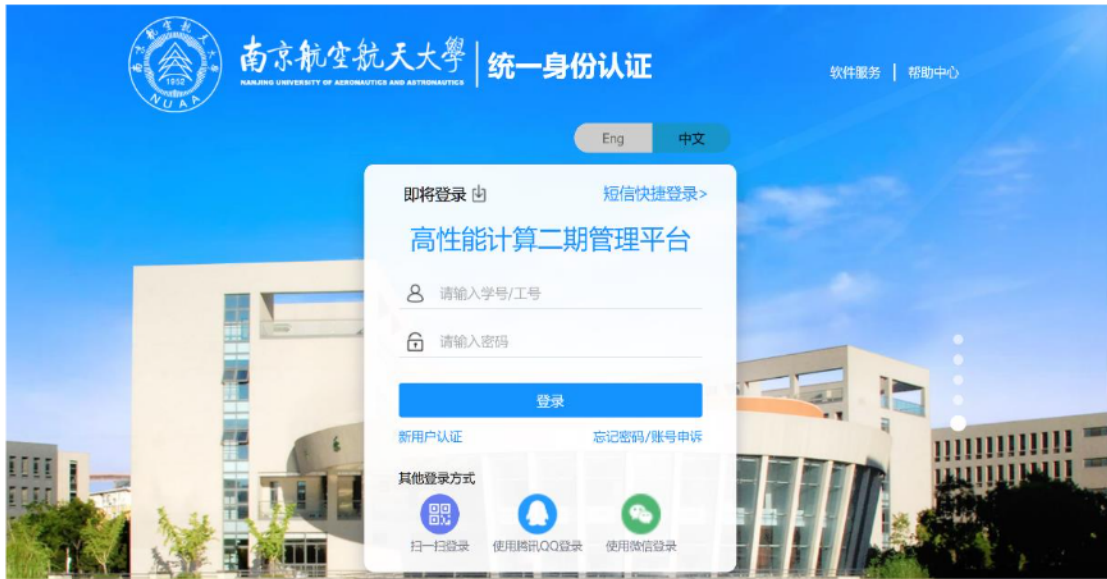 南京航空航天大學
NANJING UNIVERSITY OF AERONAUTICS AND ASTRONAUTICS
1952
NUAA
统一身份认证
软件服务 | 帮助中心
Eng 中文
即将登录 短信快捷登录>
高性能计算二期管理平台
请输入学号/工号
请输入密码
登录
新用户认证 忘记密码/账号申诉
其他登录方式
扫一扫登录 使用腾讯QQ登录 使用微信登录